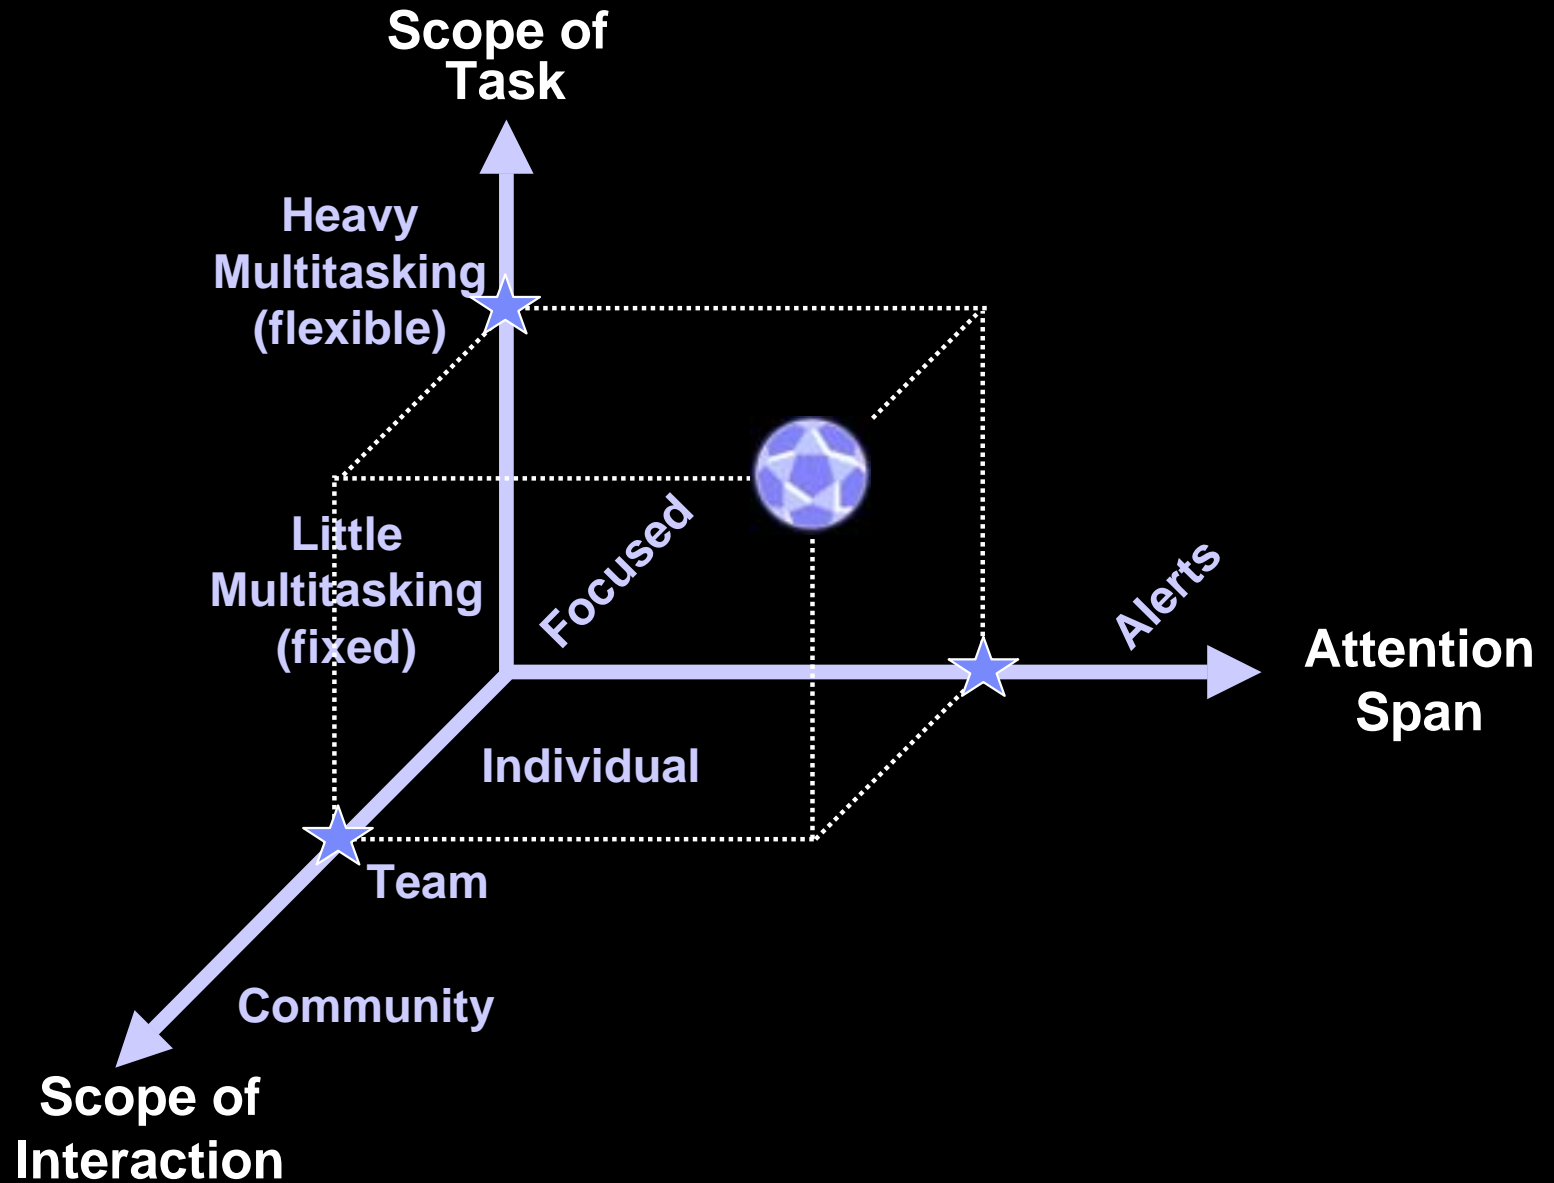 Scope of
Task
Heavy
Multitasking
(flexible)
Little
Multitasking
(fixed)
Focused
Alerts
Attention
Span
Individual
Team
Community
Scope of
Interaction